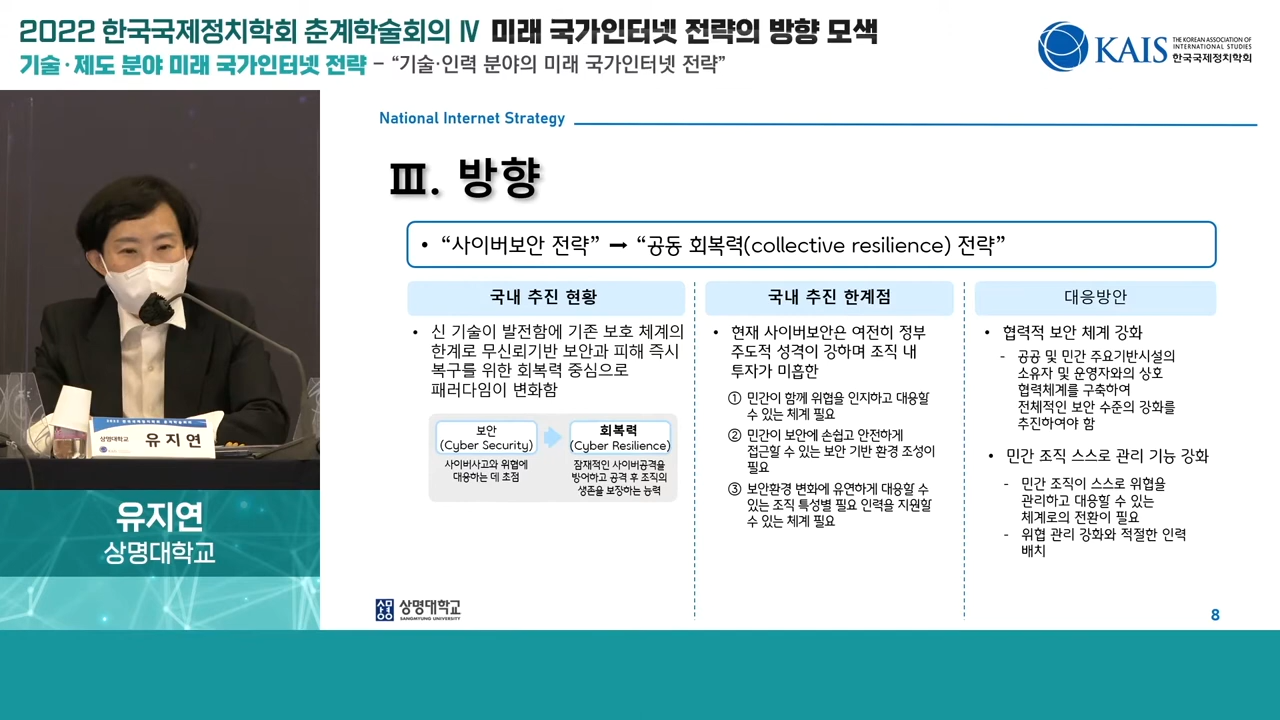 2022 한국국제정치학회 춘계학술회의 Ⅳ 미래 국가인터넷 전략의 방향 모색
기술·제도 분야 미래 국가인터넷 전략 – “기술·인력 분야의 미래 국가인터넷 전략”
KAIS
THE KOREAN ASSOCIATION OF
INTERNATIONAL STUDIES
한국국제정치학회
National Internet Strategy
Ⅲ. 방향
• “사이버보안 전략” ➞ “공동 회복력(collective resilience) 전략”
국내 추진 현황
• 신 기술이 발전함에 기존 보호 체계의
한계로 무신뢰기반 보안과 피해 즉시
복구를 위한 회복력 중심으로
패러다임이 변화함
보안
(Cyber Security)
사이버사고와 위협에
대응하는 데 초점
회복력
(Cyber Resilience)
잠재적인 사이버공격을
방어하고 공격 후 조직의
생존을 보장하는 능력
국내 추진 한계점
• 현재 사이버보안은 여전히 정부
주도적 성격이 강하며 조직 내
투자가 미흡한
① 민간이 함께 위협을 인지하고 대응할
수 있는 체계 필요
② 민간이 보안에 손쉽고 안전하게
접근할 수 있는 보안 기반 환경 조성이
필요
③ 보안환경 변화에 유연하게 대응할 수
있는 조직 특성별 필요 인력을 지원할
수 있는 체계 필요
대응방안
• 협력적 보안 체계 강화
- 공공 및 민간 주요기반시설의
소유자 및 운영자와의 상호
협력체계를 구축하여
전체적인 보안 수준의 강화를
추진하여야 함
• 민간 조직 스스로 관리 기능 강화
- 민간 조직이 스스로 위협을
관리하고 대응할 수 있는
체계로의 전환이 필요
- 위협 관리 강화와 적절한 인력
배치
상명대학교
SANGMYUNG UNIVERSITY
8
상명대학교 유지연
유지연
상명대학교